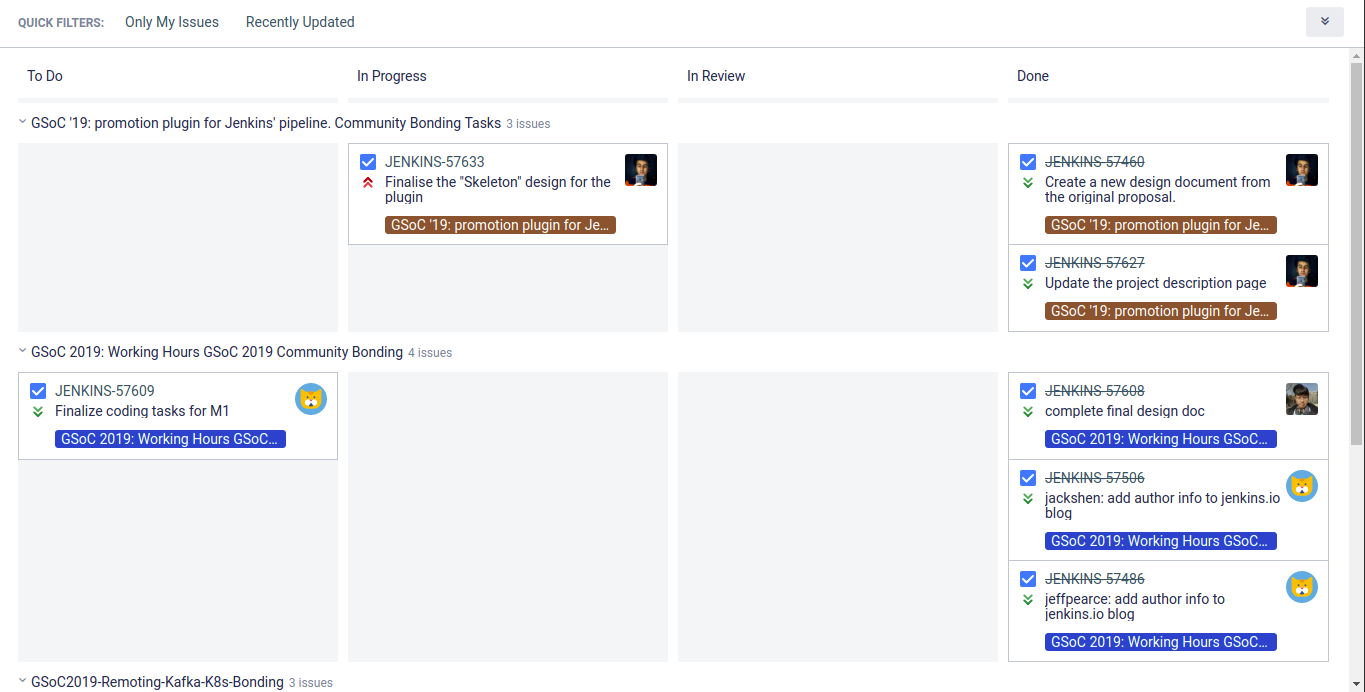 QUICK FILTERS: Only My Issues Recently Updated
To Do In Progress In Review Done
GSoC '19: promotion plugin for Jenkins' pipeline. Community Bonding Tasks 3 issues
JENKINS-57633
Finalise the "Skeleton" design for the
plugin
GSoC '19: promotion plugin for Je...
JENKINS-57460
Create a new design document from
the original proposal.
GSoC '19: promotion plugin for Je...
JENKINS-57627
Update the project description page
GSoC '19: promotion plugin for Je...
GSoC 2019: Working Hours GSoC 2019 Community Bonding 4 issues
JENKINS-57609
Finalize coding tasks for M1
GSoC 2019: Working Hours GSoC...
JENKINS-57608
complete final design doc
GSoC 2019: Working Hours GSoC...
JENKINS-57506
jackshen: add author info to jenkins.io
blog
GSoC 2019: Working Hours GSoC...
JENKINS-57486
jeffpearce: add author info to
jenkins.io blog
GSoC 2019: Working Hours GSoC...
GSoC2019-Remoting-Kafka-K8s-Bonding 3 issues